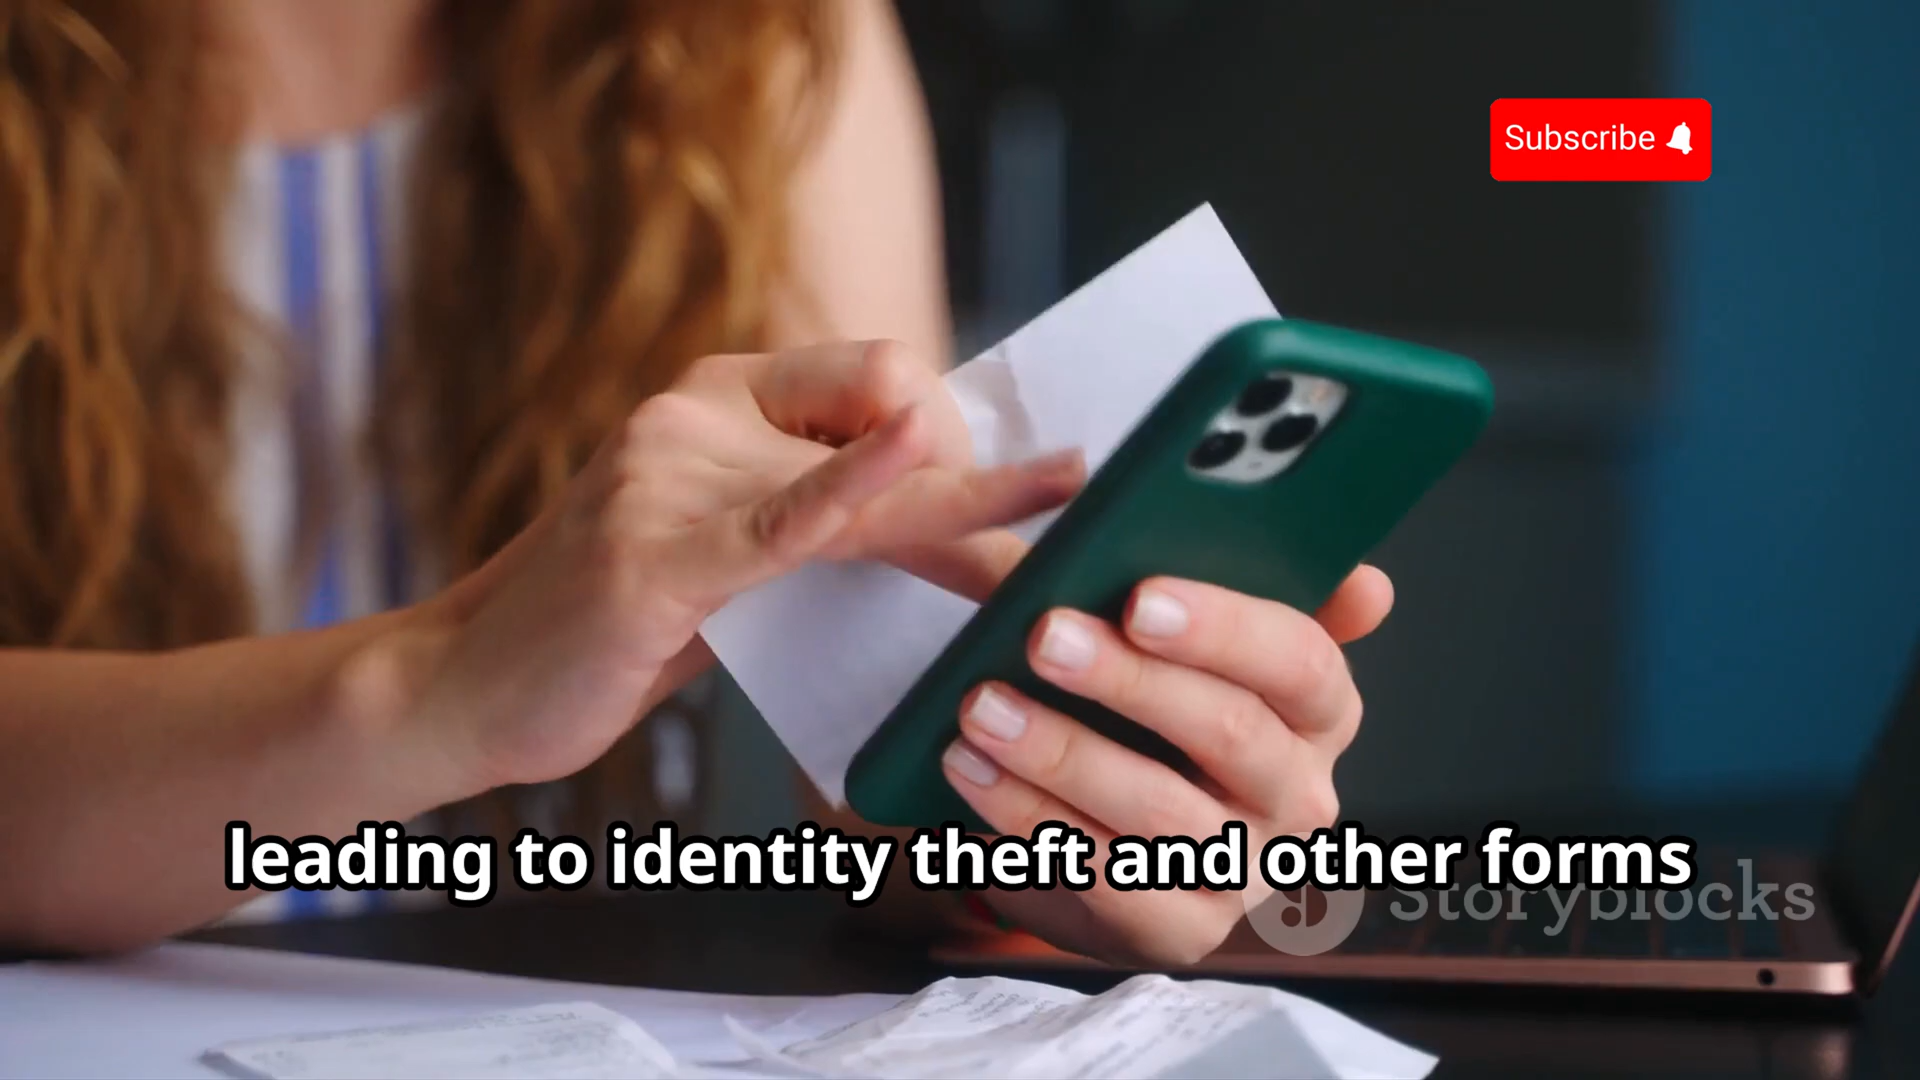 Subscribe
leading to identity theft and other forms
Storyblocks